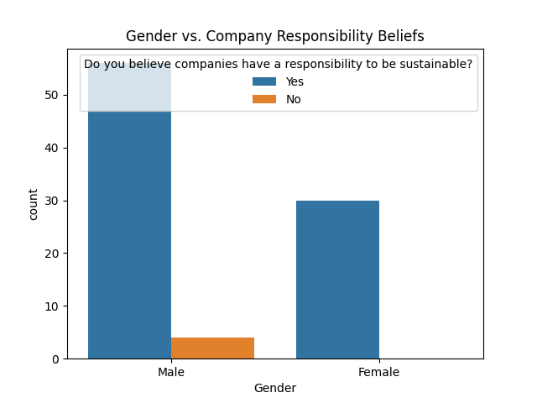 Gender vs. Company Responsibility Beliefs
Do you believe companies have a responsibility to be sustainable?
Yes
No
50
40
30
20
10
0
count
Male
Female
Gender